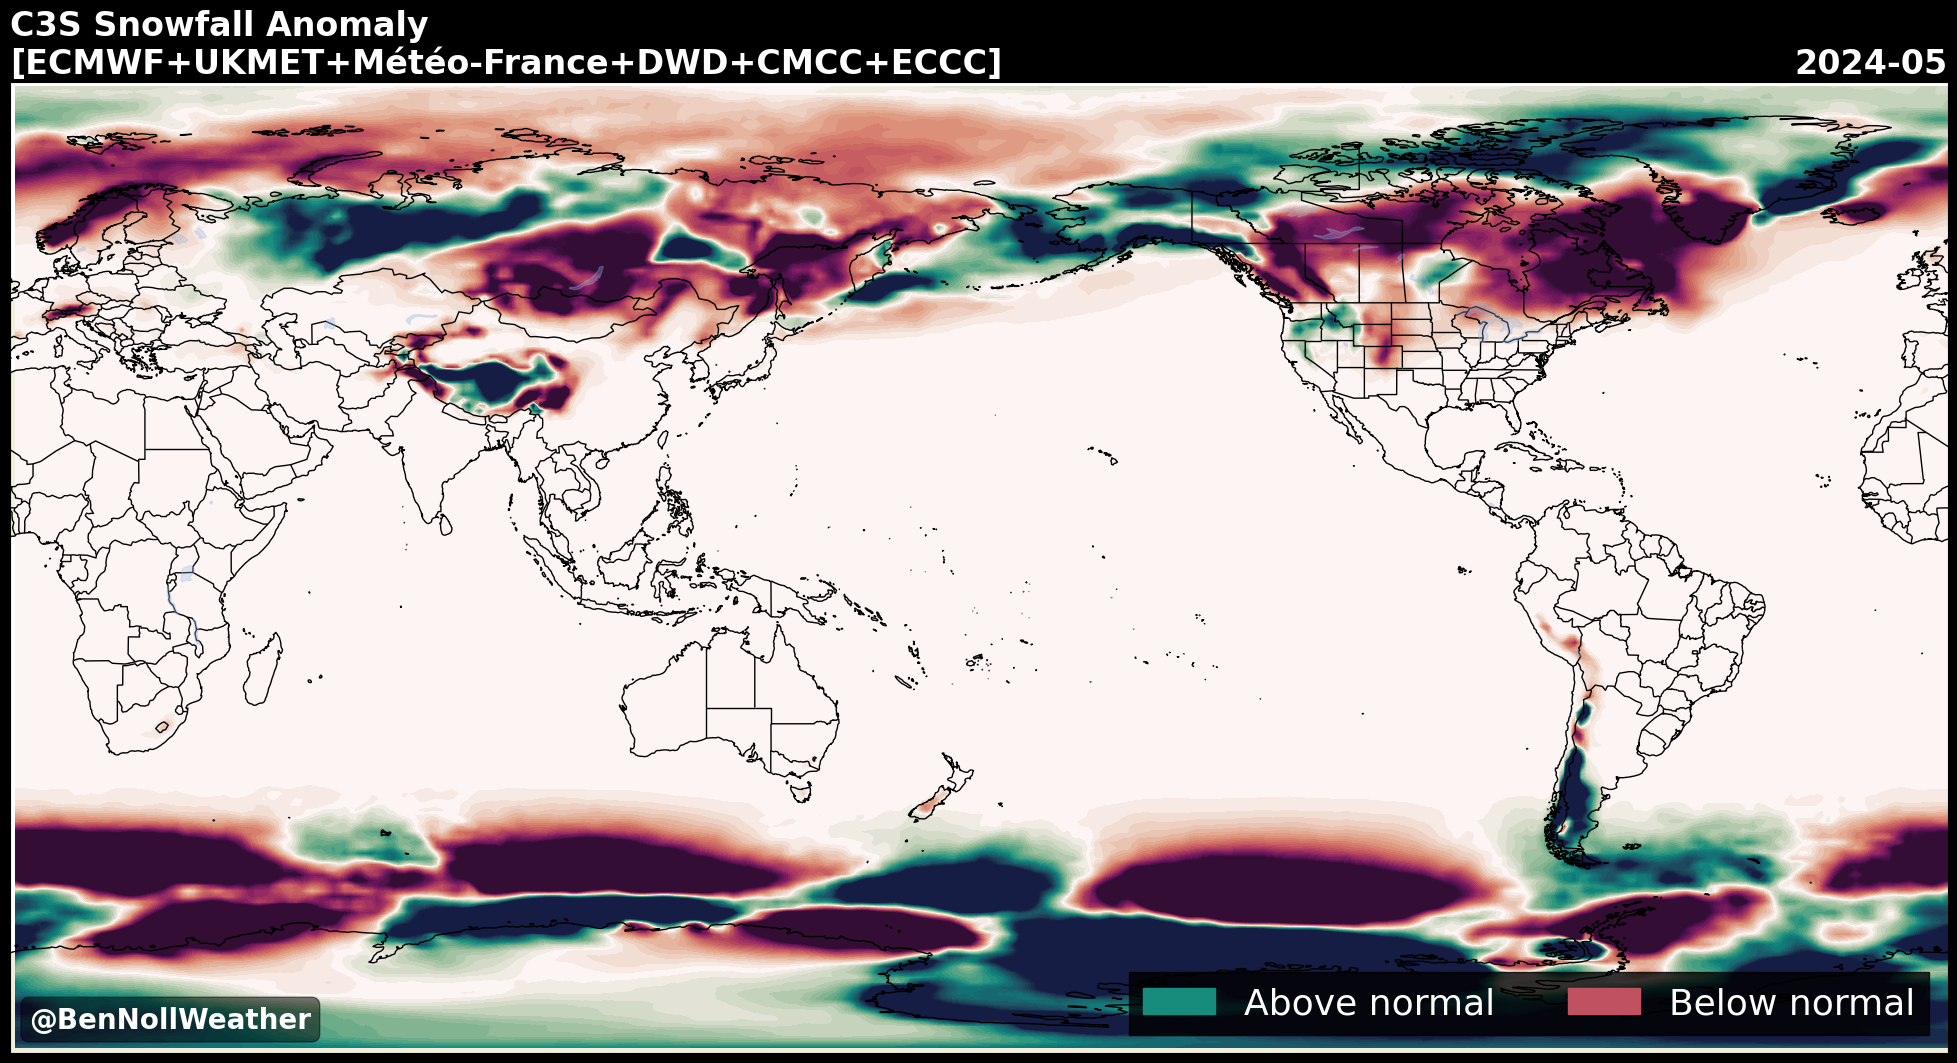 C3S Snowfall Anomaly
[ECMWF+UKMET+Météo-France+DWD+CMCC+ECCC]
2024-05
@BenNollWeather
Above normal
Below normal